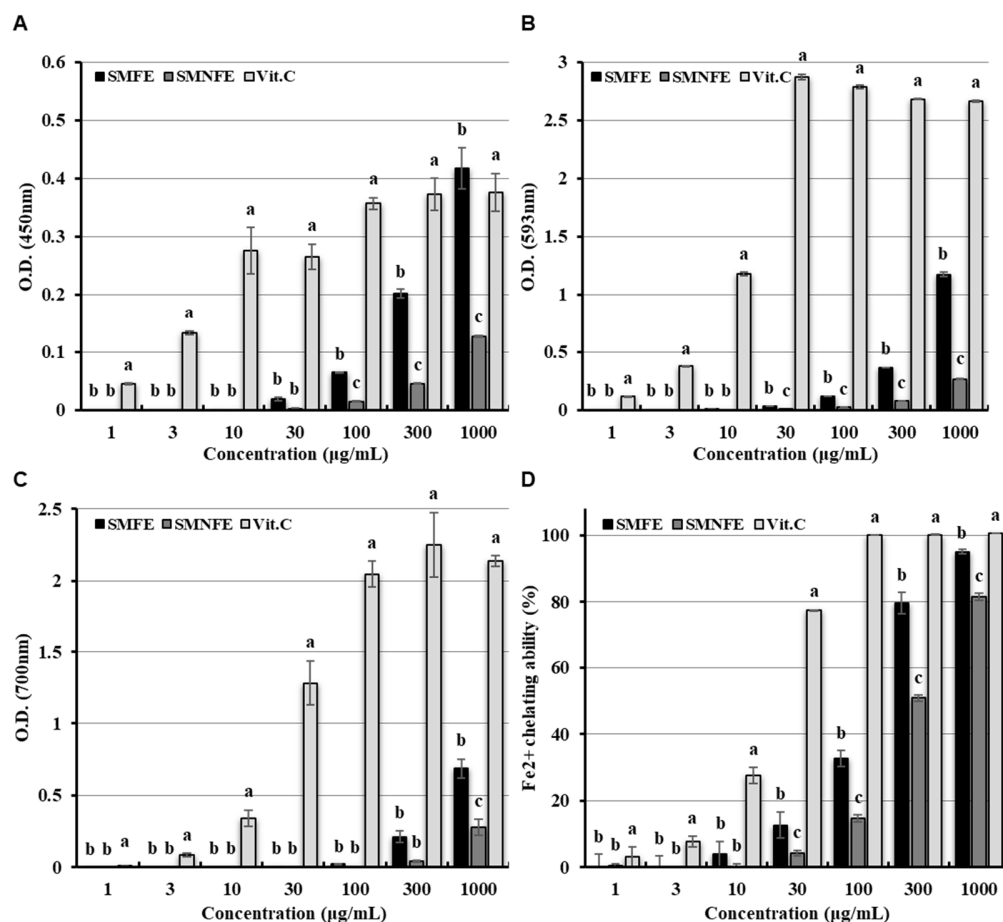 A
O.D. (450nm)
0.6
0.5
0.4
0.3
0.2
0.1
0
SMFE SMNFE Vit.C
b b a b b a b b a b b a b c a b c a b c a
1 3 10 30 100 300 1000
Concentration (μg/mL)
B
O.D. (593nm)
3
2.5
2
1.5
1
0.5
0
SMFE SMNFE Vit.C
b b a b b a b b a b c a b c a b c a b c a
1 3 10 30 100 300 1000
Concentration (μg/mL)
C
O.D. (700nm)
2.5
2
1.5
1
0.5
0
SMFE SMNFE Vit.C
b b a b b a b b a b b a b b a b b a b c a
1 3 10 30 100 300 1000
Concentration (μg/mL)
D
Fe2+ chelating ability (%)
100
80
60
40
20
0
SMFE SMNFE Vit.C
b b a b b a b b a b c a b c a b c a b c a
1 3 10 30 100 300 1000
Concentration (μg/mL)